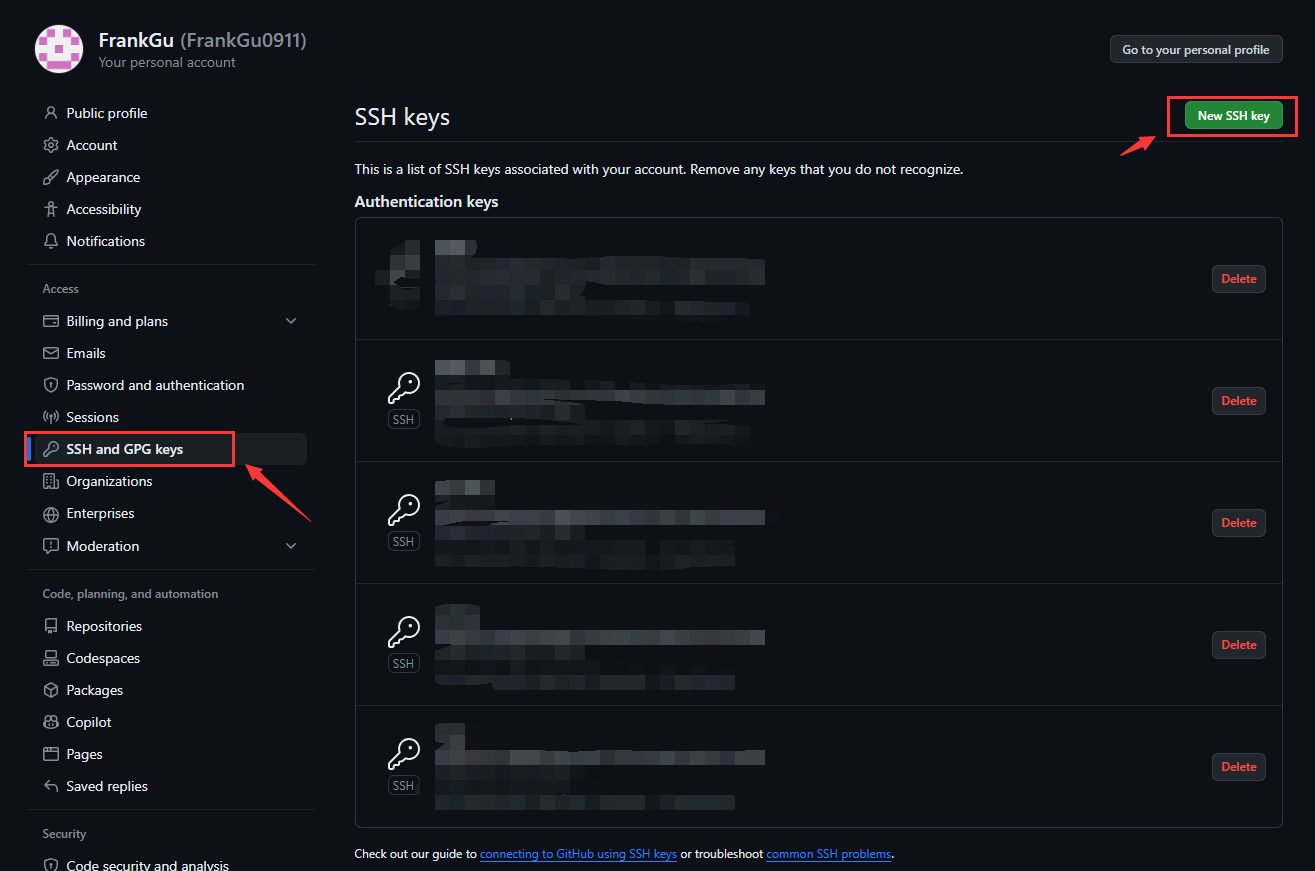 FrankGu (FrankGu0911)
Your personal account
Go to your personal profile
Public profile
Account
Appearance
Accessibility
Notifications
Access
Billing and plans
Emails
Password and authentication
Sessions
SSH and GPG keys
Organizations
Enterprises
Moderation
Code, planning, and automation
Repositories
Codespaces
Packages
Copilot
Pages
Saved replies
Security
Code security and analysis
SSH keys
New SSH key
This is a list of SSH keys associated with your account. Remove any keys that you do not recognize.
Authentication keys
Delete
SSH
Delete
SSH
Delete
SSH
Delete
SSH
Delete
Check out our guide to connecting to GitHub using SSH keys or troubleshoot common SSH problems.